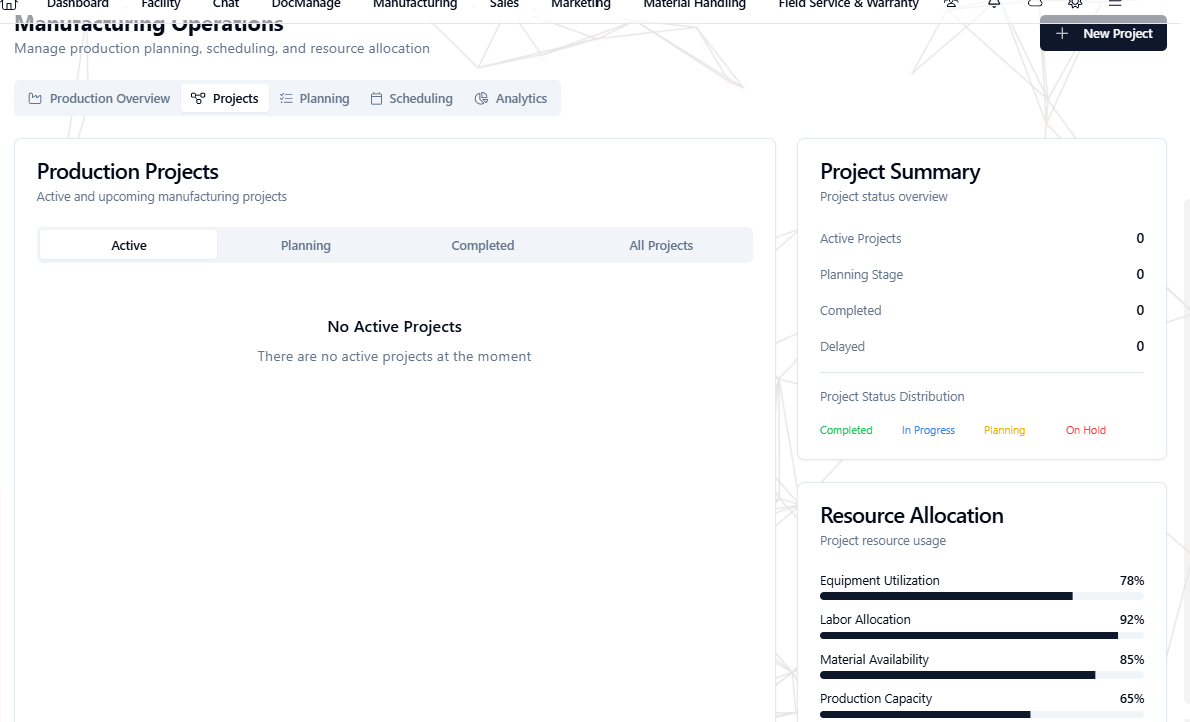 Dashboard Facility Chat DocManage Manufacturing Sales Marketing Material Handling Field Service & Warranty
Manufacturing Operations
Manage production planning, scheduling, and resource allocation
New Project
Production Overview Projects Planning Scheduling Analytics
Production Projects
Active and upcoming manufacturing projects
Active Planning Completed All Projects
No Active Projects
There are no active projects at the moment
Project Summary
Project status overview
Active Projects 0
Planning Stage 0
Completed 0
Delayed 0
Project Status Distribution
Completed In Progress Planning On Hold
Resource Allocation
Project resource usage
Equipment Utilization 78%
Labor Allocation 92%
Material Availability 85%
Production Capacity 65%